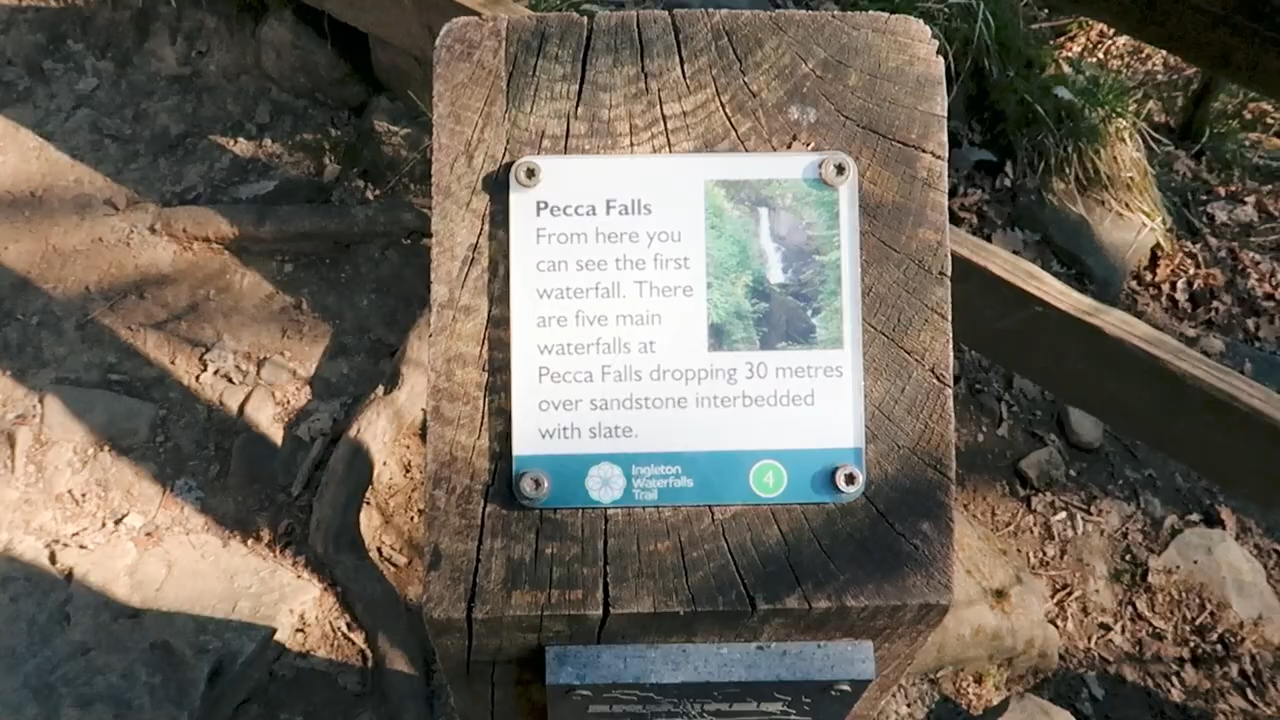 Pecca Falls
From here you
can see the first
waterfall. There
are five main
waterfalls at
Pecca Falls dropping 30 metres
over sandstone interbedded
with slate.
Ingleton
Waterfalls
Trail
4